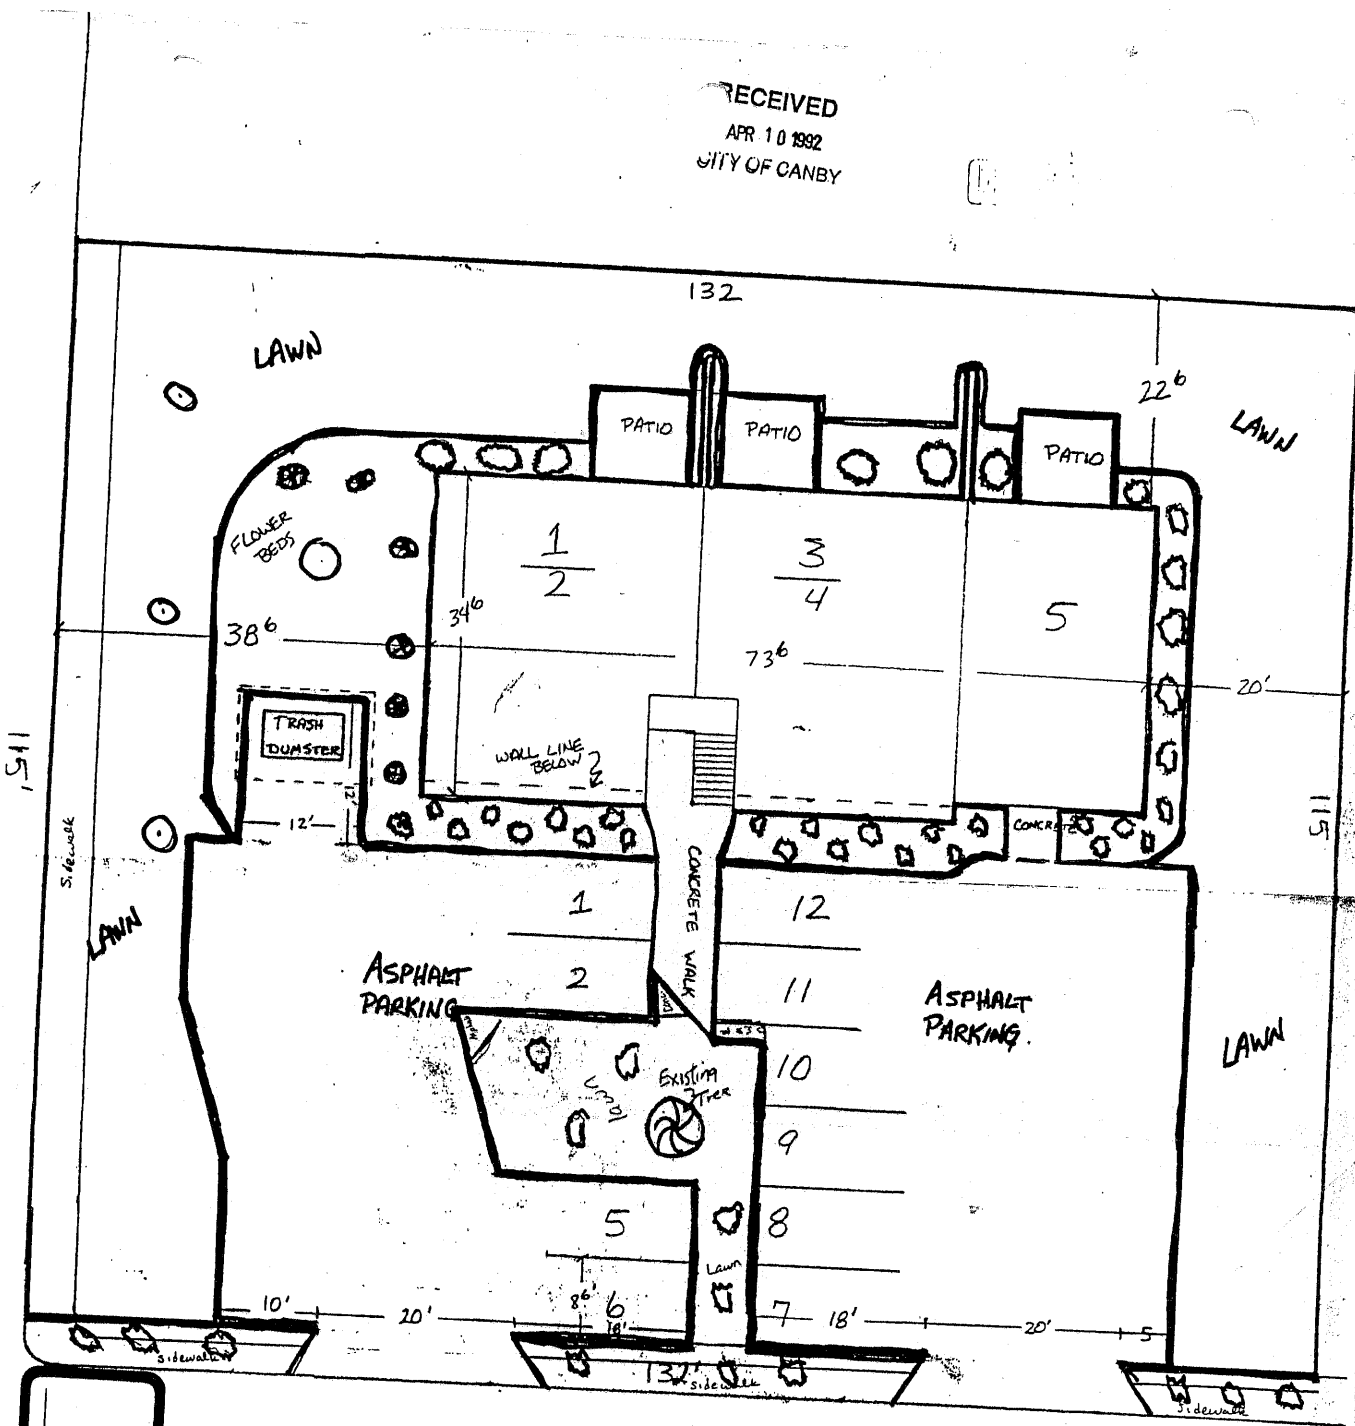 RECEIVED
APR 10 1992
CITY OF CANBY
132
LAWN
22⁶
LAWN
PATIO
PATIO
PATIO
FLOWER
BEDS
1
2
3
4
5
34⁶
38⁶
73⁶
20'
TRASH
DUMSTER
WALL LINE
BELOW
12'
12'
CONCRETE
115'
115
Sidewalk
LAWN
CONCRETE WALK
1
12
2
11
ASPHALT
PARKING
ASPHALT
PARKING.
LAWN
10
Existing
Tree
Lawn
9
5
8
Lawn
8⁶'
6
18'
7
10'
20'
18'
20'
5
sidewalk
132'
sidewalk
Sidewalk